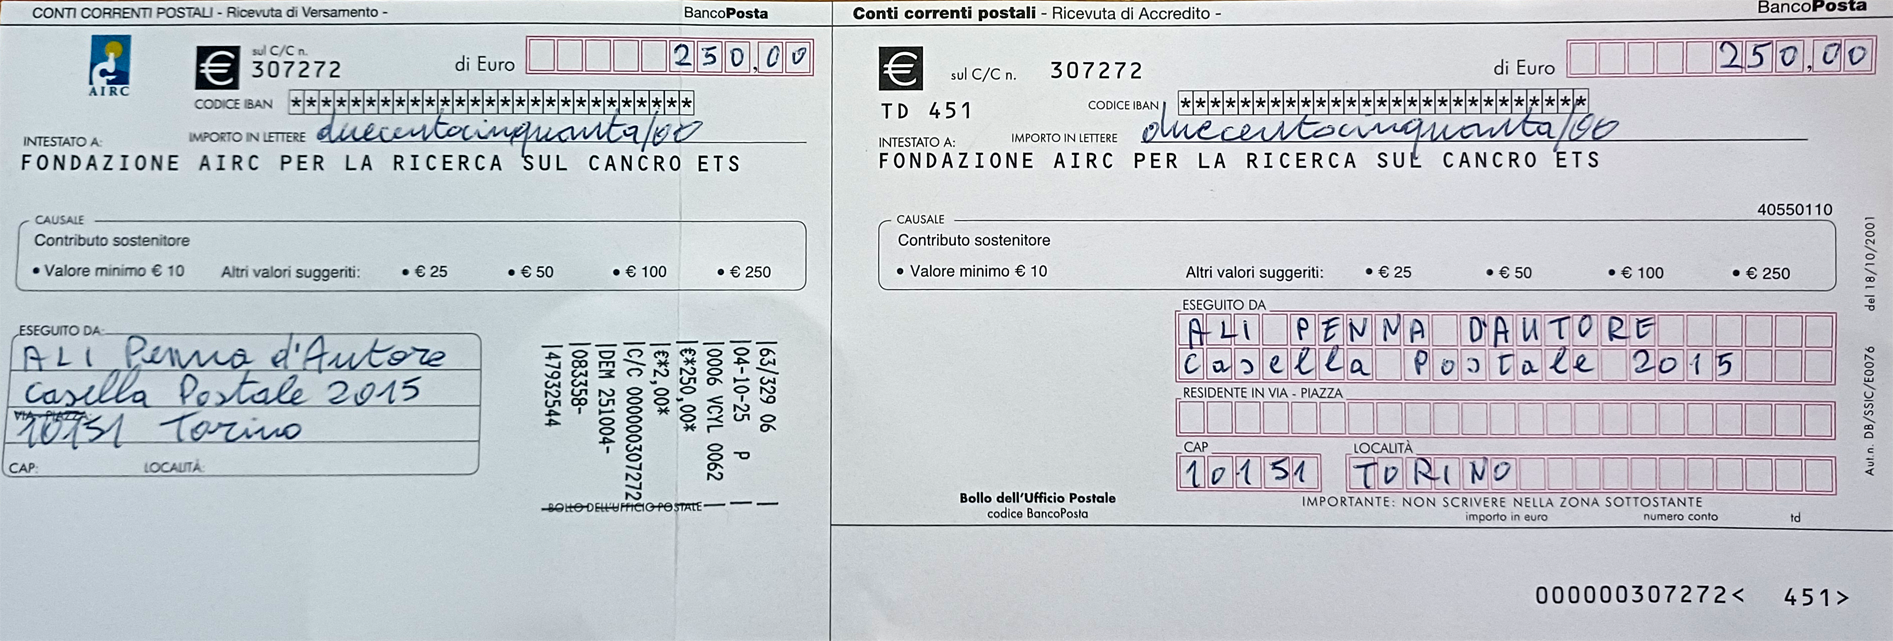 CONTI CORRENTI POSTALI - Ricevuta di Versamento -
BancoPosta
AIRC
€
sul C/C n.
307272
di Euro
250,00
CODICE IBAN
***************************
INTESTATO A:
IMPORTO IN LETTERE
duecentocinquanta/00
FONDAZIONE AIRC PER LA RICERCA SUL CANCRO ETS
CAUSALE
Contributo sostenitore
• Valore minimo € 10 Altri valori suggeriti: • € 25 • € 50 • € 100 • € 250
ESEGUITO DA:
ALI Penna d'Autore
Casella Postale 2015
VIA - PIAZZA
10151 Torino
CAP: LOCALITÀ:
63/329 06
04-10-25 P
0006 VCYL 0062
€*250,00*
€*2,00*
C/C 000000307272
DEM 251004-
083358-
47932544
BOLLO DELL'UFFICIO POSTALE
Conti correnti postali - Ricevuta di Accredito -
BancoPosta
€
sul C/C n. 307272
di Euro
250,00
TD 451
CODICE IBAN
***************************
INTESTATO A:
IMPORTO IN LETTERE
duecentocinquanta/00
FONDAZIONE AIRC PER LA RICERCA SUL CANCRO ETS
40550110
CAUSALE
Contributo sostenitore
• Valore minimo € 10 Altri valori suggeriti: • € 25 • € 50 • € 100 • € 250
ESEGUITO DA
ALI PENNA D'AUTORE
Casella Postale 2015
RESIDENTE IN VIA - PIAZZA
CAP LOCALITÀ
10151 TORINO
Bollo dell'Ufficio Postale
codice BancoPosta
IMPORTANTE: NON SCRIVERE NELLA ZONA SOTTOSTANTE
importo in euro numero conto td
Aut.n. DB/SSIC/E0076 del 18/10/2001
000000307272< 451>